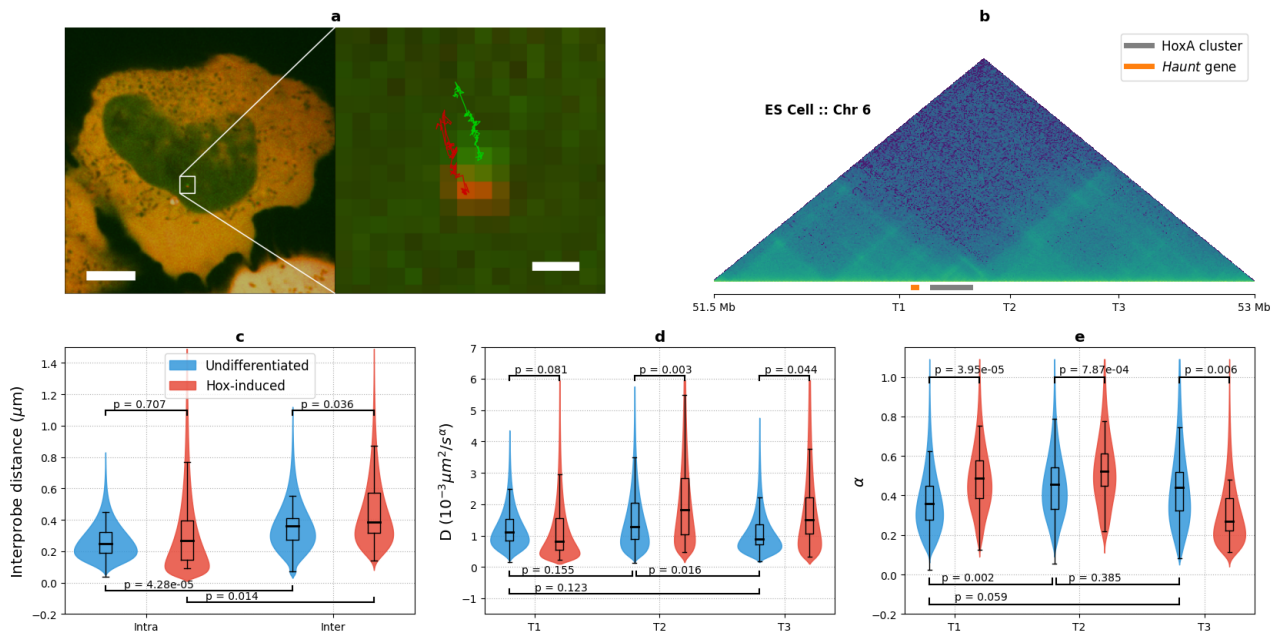 a
b
HoxA cluster
Haunt gene
ES Cell :: Chr 6
51.5 Mb T1 T2 T3 53 Mb
c
Interprobe distance (μm)
1.4
1.2
1.0
0.8
0.6
0.4
0.2
0.0
−0.2
Undifferentiated
Hox-induced
p = 0.707
p = 0.036
p = 4.28e-05
p = 0.014
Intra Inter
d
D (10⁻³μm²/s^α)
7
6
5
4
3
2
1
0
−1
p = 0.081
p = 0.003
p = 0.044
p = 0.155
p = 0.016
p = 0.123
T1 T2 T3
e
α
1.0
0.8
0.6
0.4
0.2
0.0
−0.2
p = 3.95e-05
p = 7.87e-04
p = 0.006
p = 0.002
p = 0.385
p = 0.059
T1 T2 T3